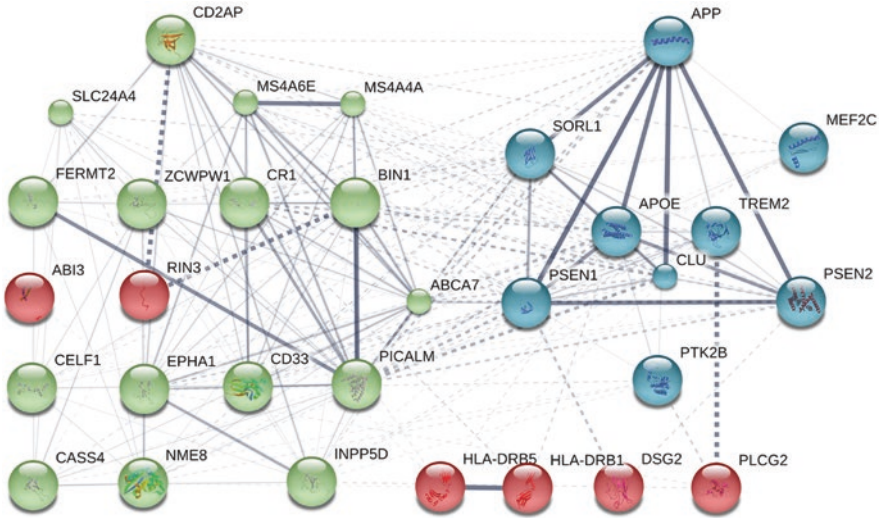 CD2AP
APP
SLC24A4
MS4A6E
MS4A4A
SORL1
MEF2C
FERMT2
ZCWPW1
CR1
BIN1
APOE
TREM2
ABI3
RIN3
ABCA7
PSEN1
CLU
PSEN2
CELF1
EPHA1
CD33
PICALM
PTK2B
CASS4
NME8
INPP5D
HLA-DRB5
HLA-DRB1
DSG2
PLCG2